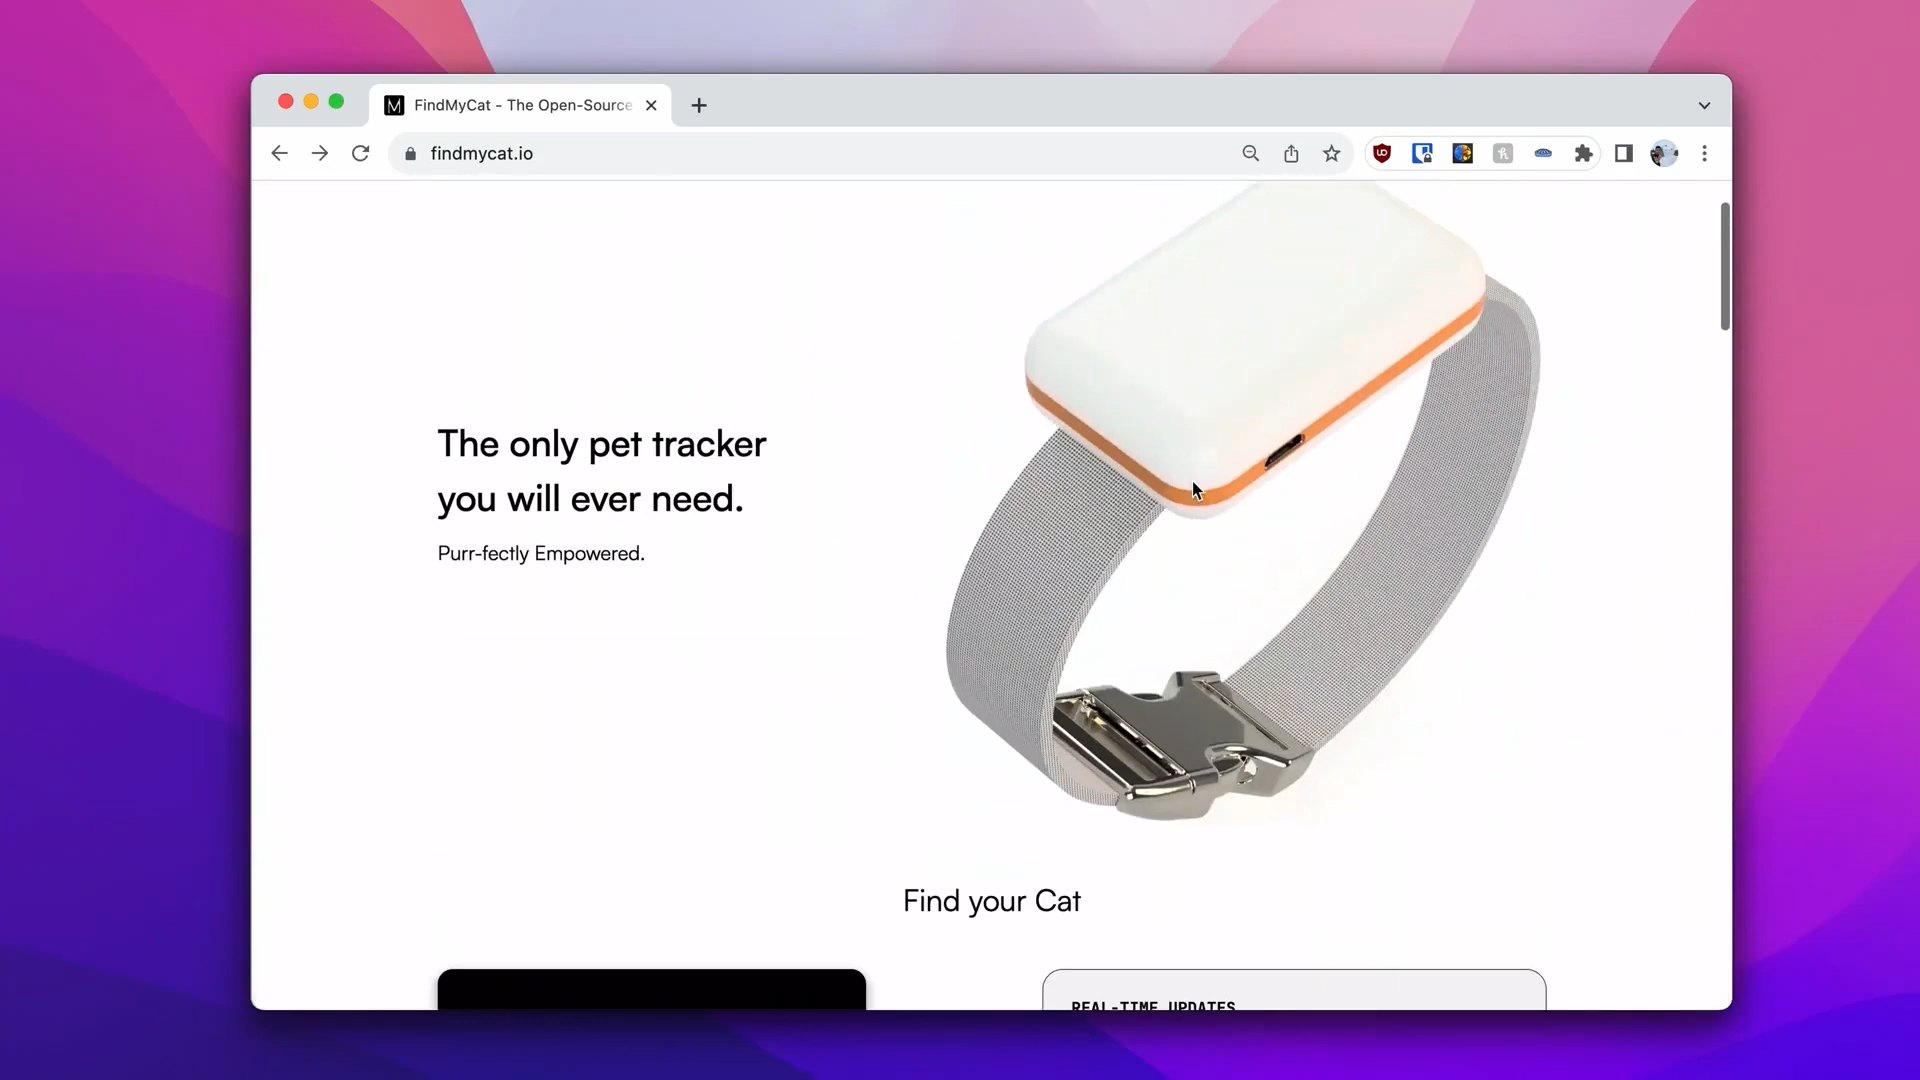 FindMyCat - The Open-Source
findmycat.io
The only pet tracker
you will ever need.
Purr-fectly Empowered.
Find your Cat
REAL-TIME UPDATES